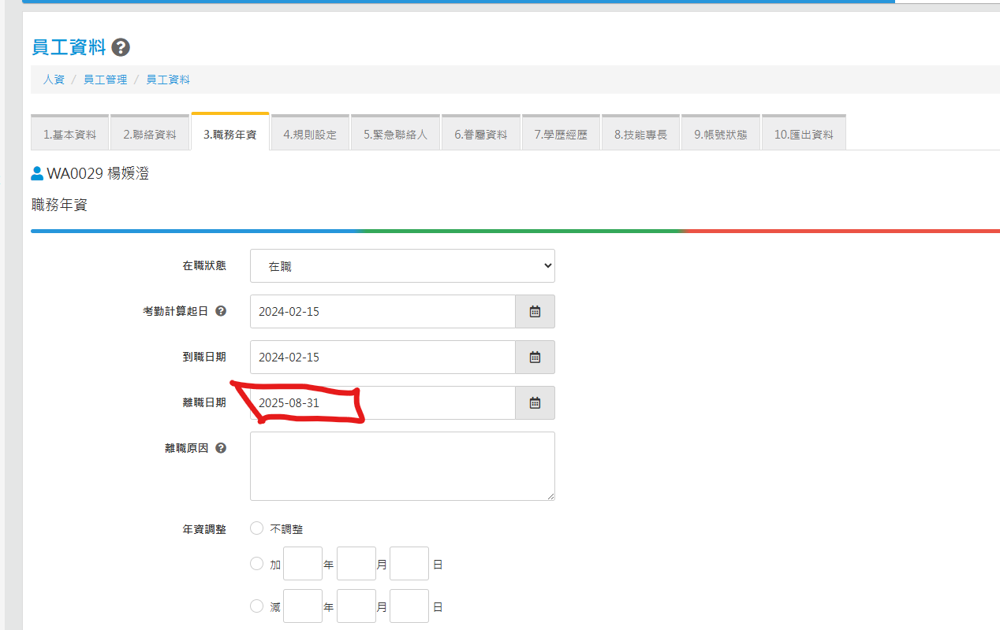 員工資料 ?
人資 / 員工管理 / 員工資料
1.基本資料 2.聯絡資料 3.職務年資 4.規則設定 5.緊急聯絡人 6.眷屬資料 7.學歷經歷 8.技能專長 9.帳號狀態 10.匯出資料
WA0029 楊媛澄
職務年資
在職狀態 在職
考勤計算起日 ? 2024-02-15
到職日期 2024-02-15
離職日期 2025-08-31
離職原因 ?
年資調整 不調整
加 年 月 日
減 年 月 日